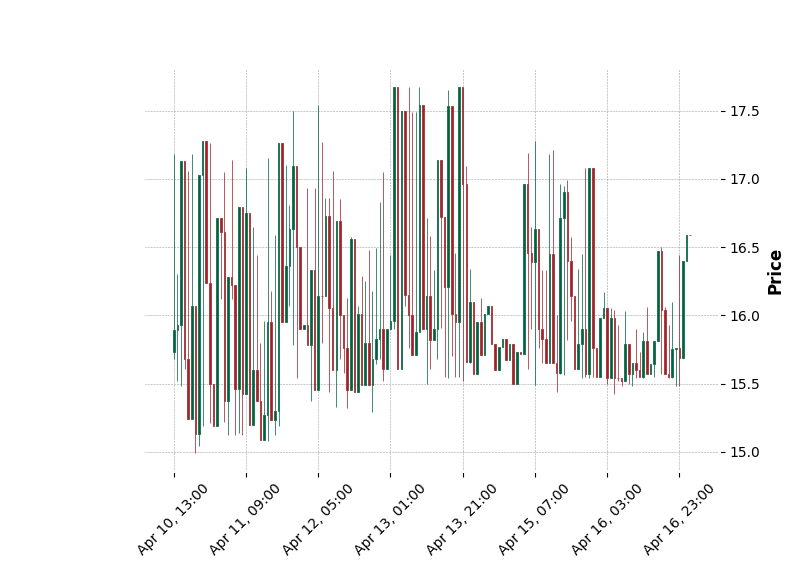 17.5
17.0
16.5
16.0
15.5
15.0
Price
Apr 10, 13:00
Apr 11, 09:00
Apr 12, 05:00
Apr 13, 01:00
Apr 13, 21:00
Apr 15, 07:00
Apr 16, 03:00
Apr 16, 23:00